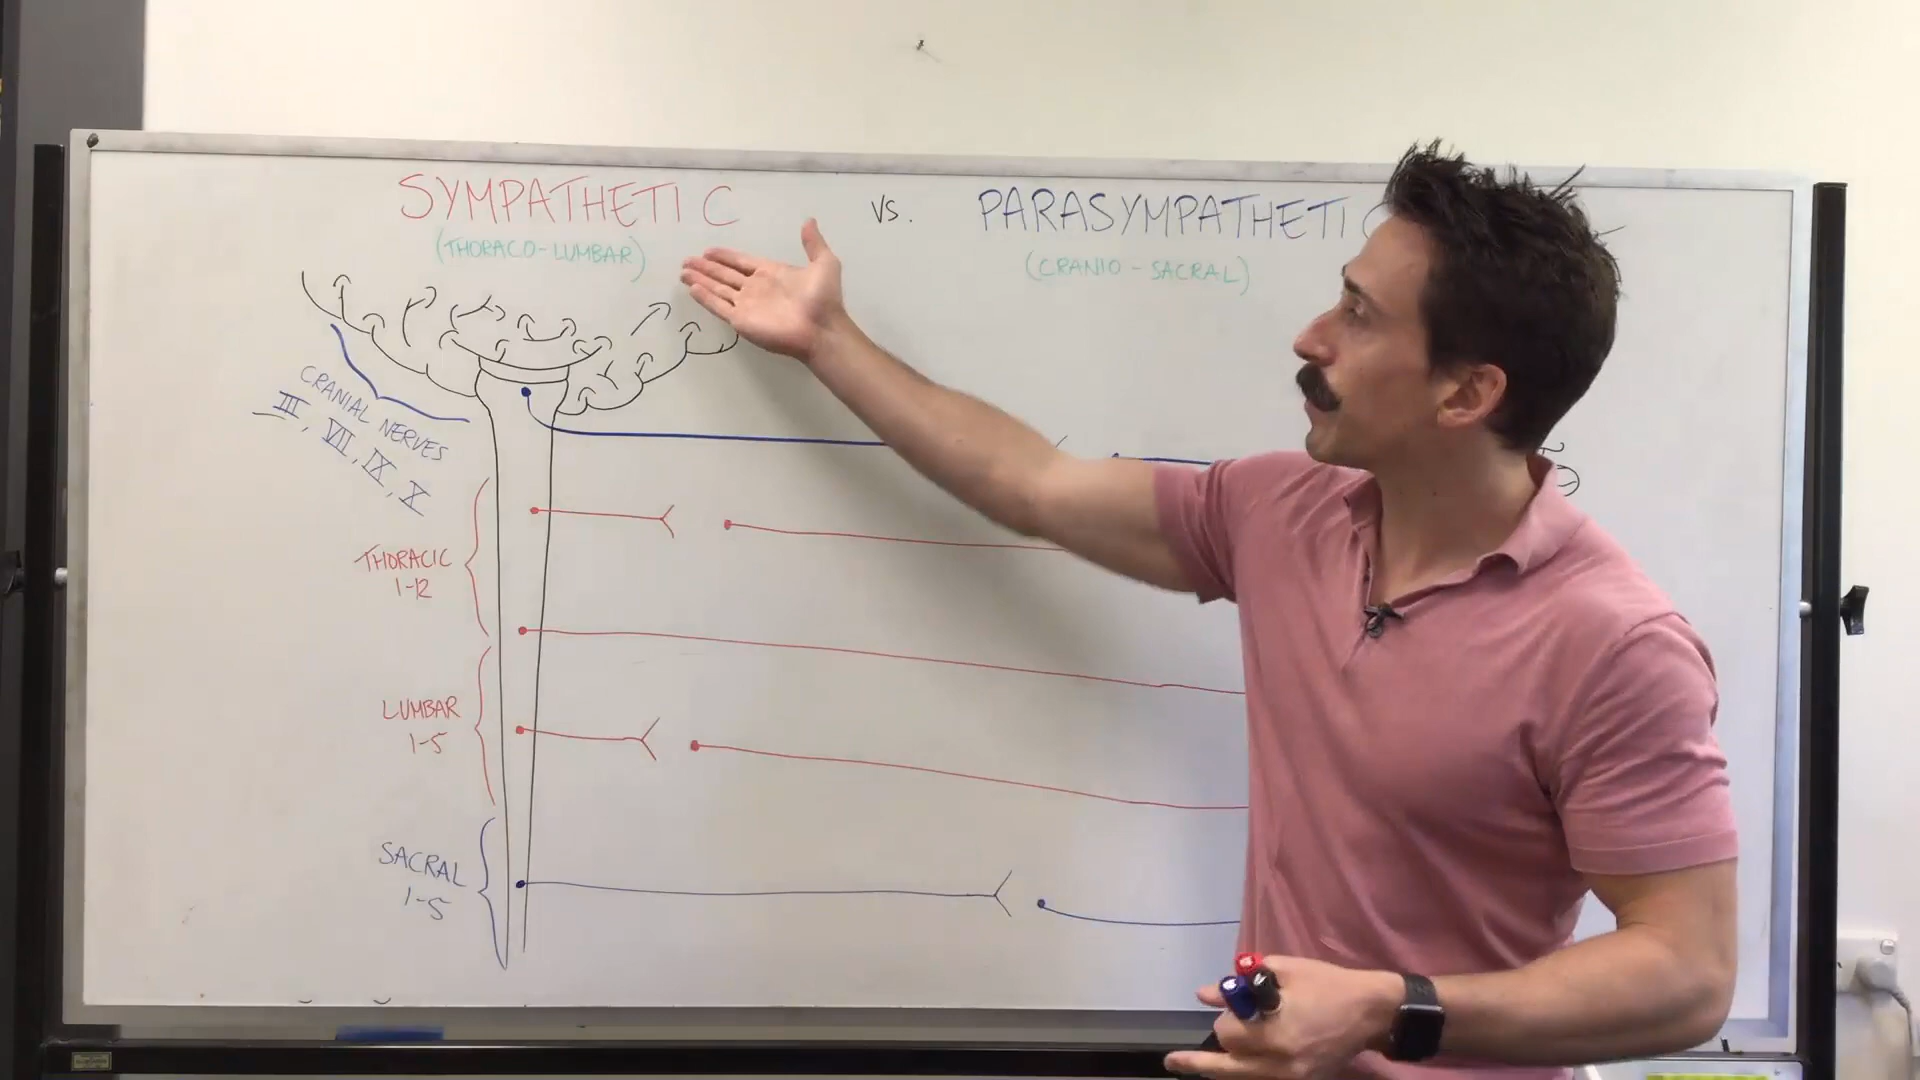 SYMPATHETIC
VS.
PARASYMPATHETIC
(THORACO-LUMBAR)
(CRANIO-SACRAL)
CRANIAL NERVES
III, VII, IX, X
THORACIC
1-12
LUMBAR
1-5
SACRAL
1-5